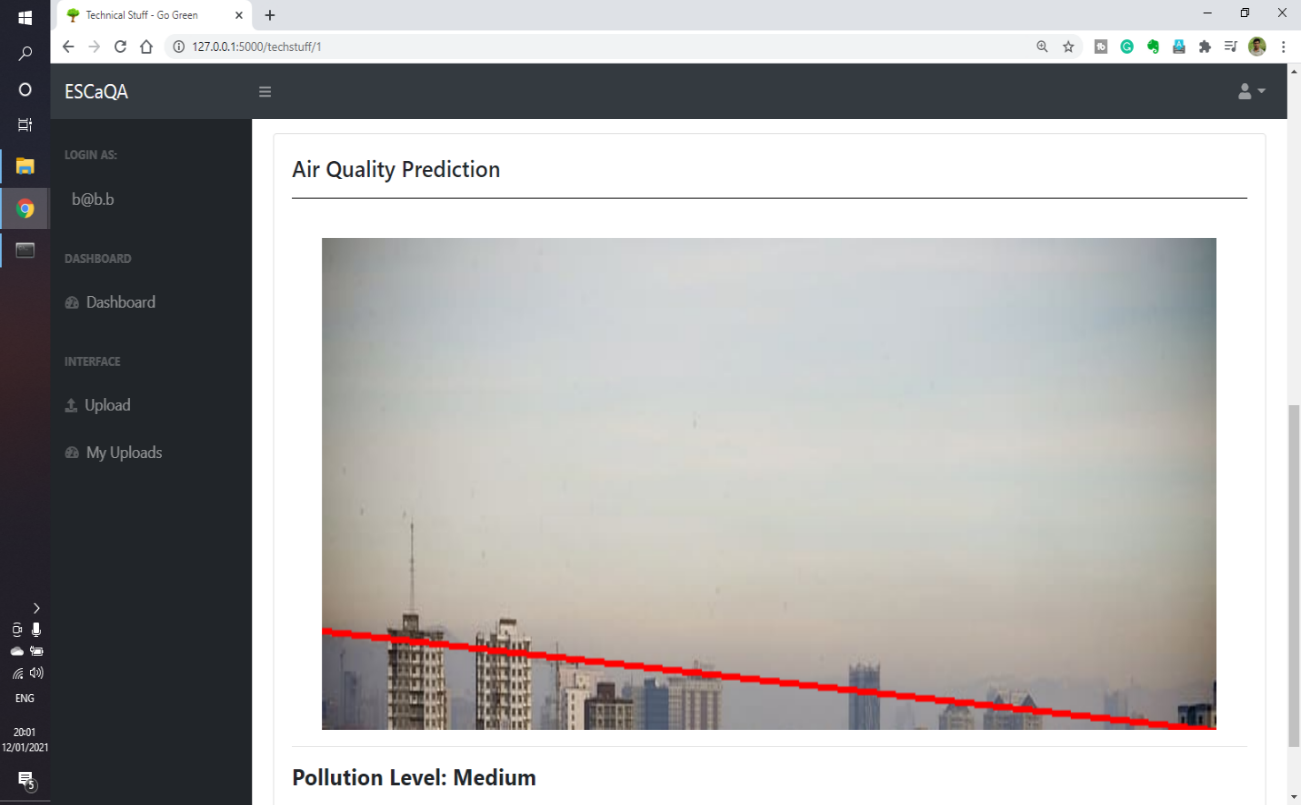 Technical Stuff - Go Green
127.0.0.1:5000/techstuff/1
ESCaQA
LOGIN AS:
b@b.b
DASHBOARD
Dashboard
INTERFACE
Upload
My Uploads
Air Quality Prediction
Pollution Level: Medium
ENG
20:01
12/01/2021
5